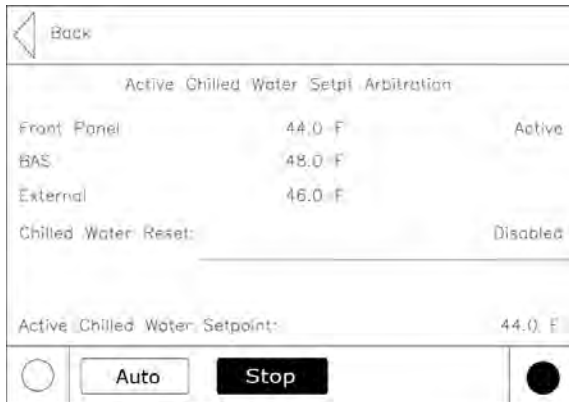 Back
Active Chilled Water Setpt Arbitration
Front Panel 44.0 F Active
BAS 48.0 F
External 46.0 F
Chilled Water Reset: Disabled
Active Chilled Water Setpoint: 44.0 F
Auto Stop